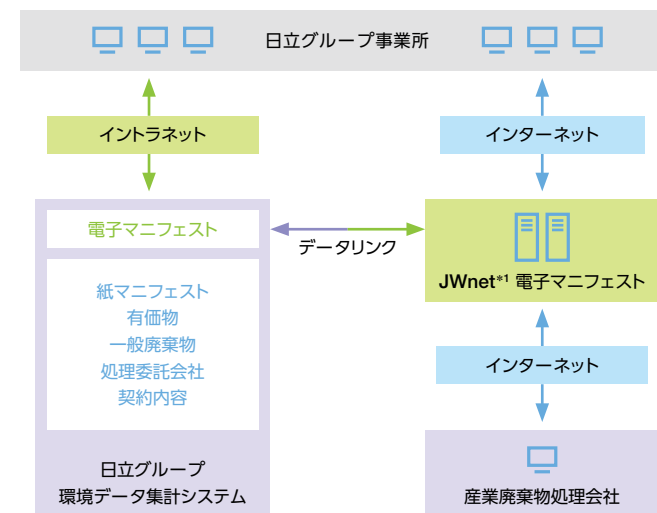 日立グループ事業所
イントラネット
インターネット
電子マニフェスト
データリンク
紙マニフェスト
有価物
一般廃棄物
処理委託会社
契約内容
JWnet*1 電子マニフェスト
インターネット
日立グループ
環境データ集計システム
産業廃棄物処理会社